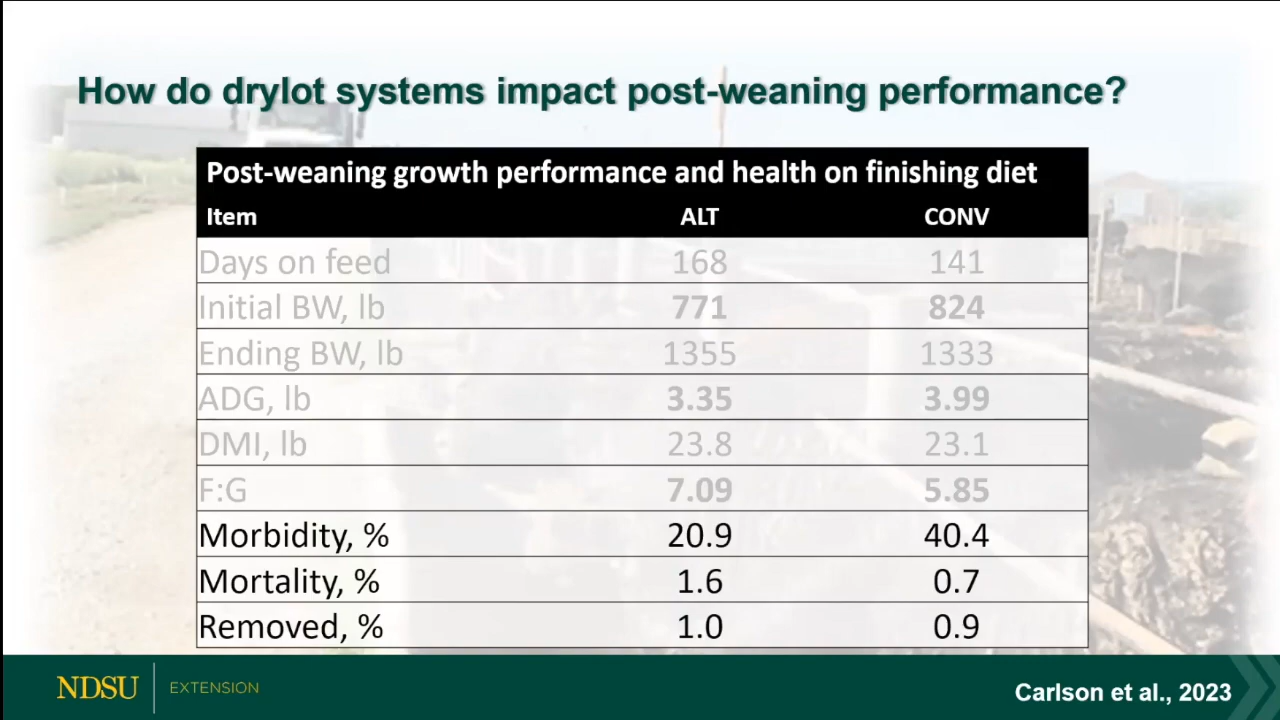 How do drylot systems impact post-weaning performance?
Post-weaning growth performance and health on finishing diet
Item ALT CONV
Days on feed 168 141
Initial BW, lb 771 824
Ending BW, lb 1355 1333
ADG, lb 3.35 3.99
DMI, lb 23.8 23.1
F:G 7.09 5.85
Morbidity, % 20.9 40.4
Mortality, % 1.6 0.7
Removed, % 1.0 0.9
NDSU EXTENSION
Carlson et al., 2023